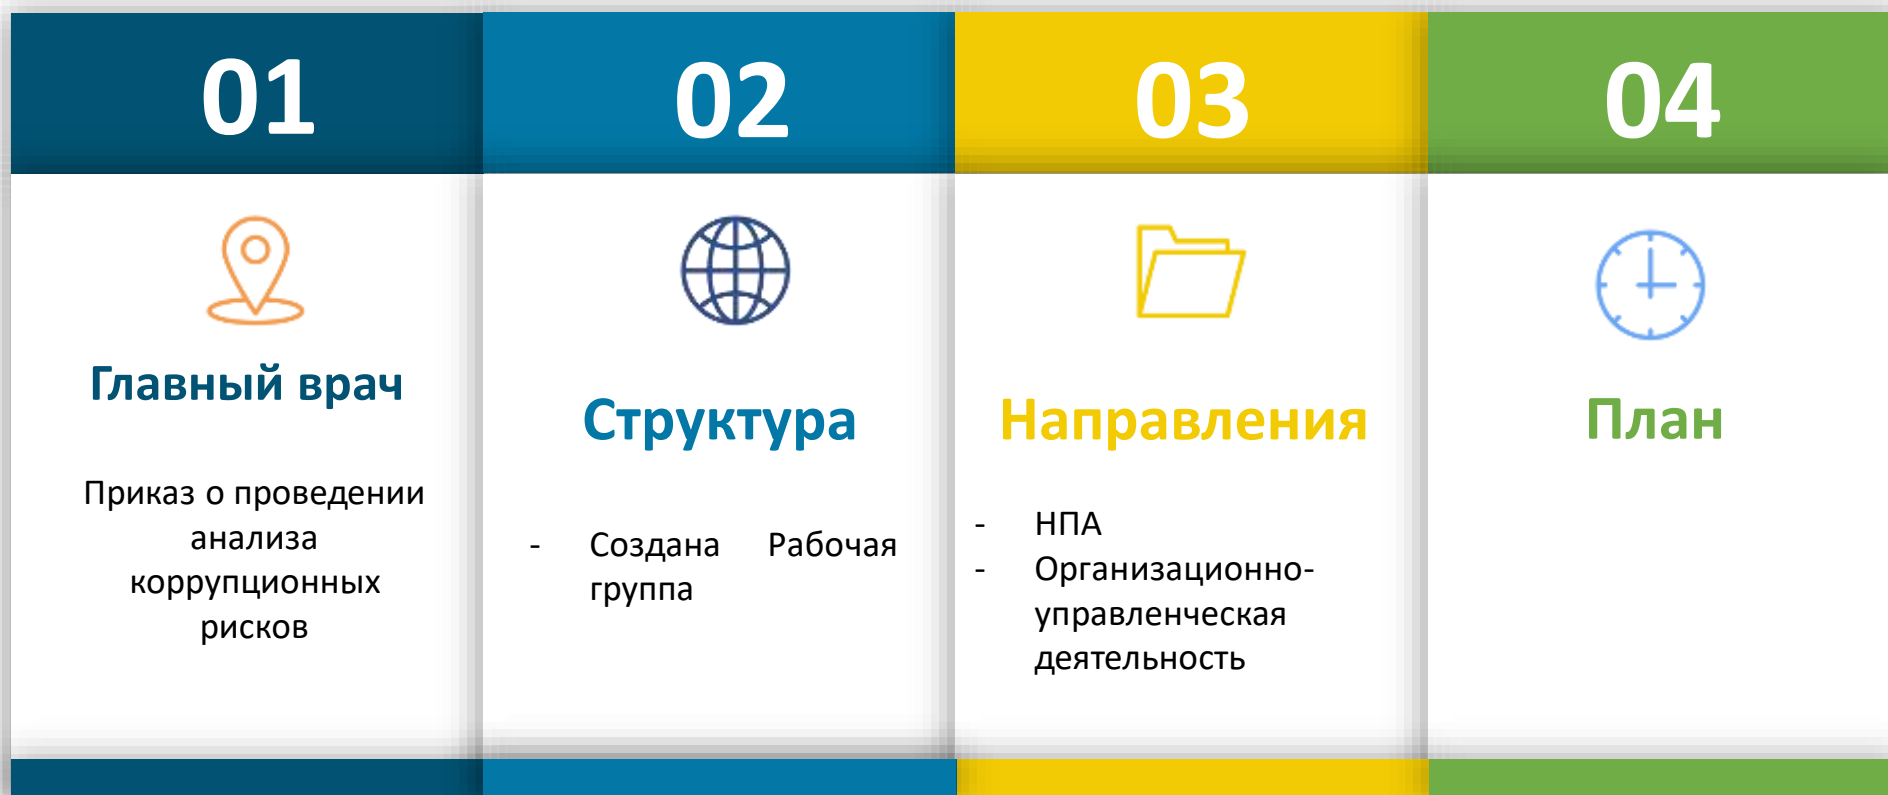 01
Главный врач
Приказ о проведении
анализа
коррупционных
рисков
02
Структура
- Создана Рабочая
группа
03
Направления
- НПА
- Организационно-
управленческая
деятельность
04
План